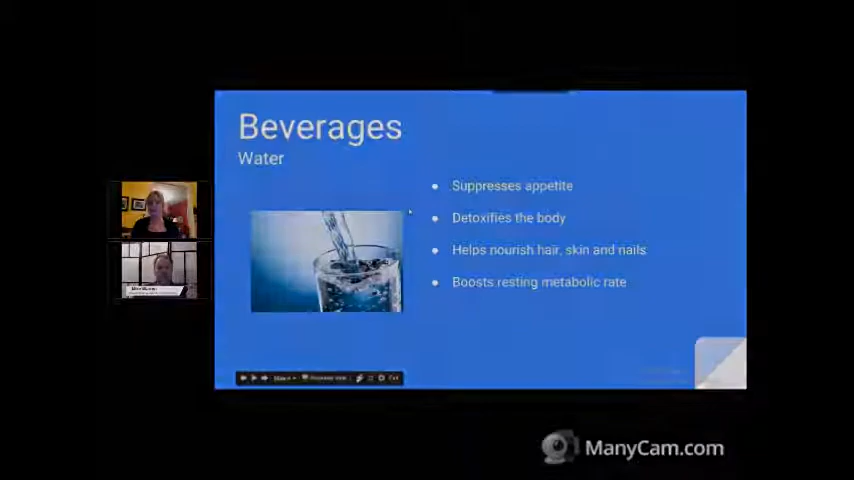 Beverages
Water
Suppresses appetite
Detoxifies the body
Helps nourish hair, skin and nails
Boosts resting metabolic rate
ManyCam.com